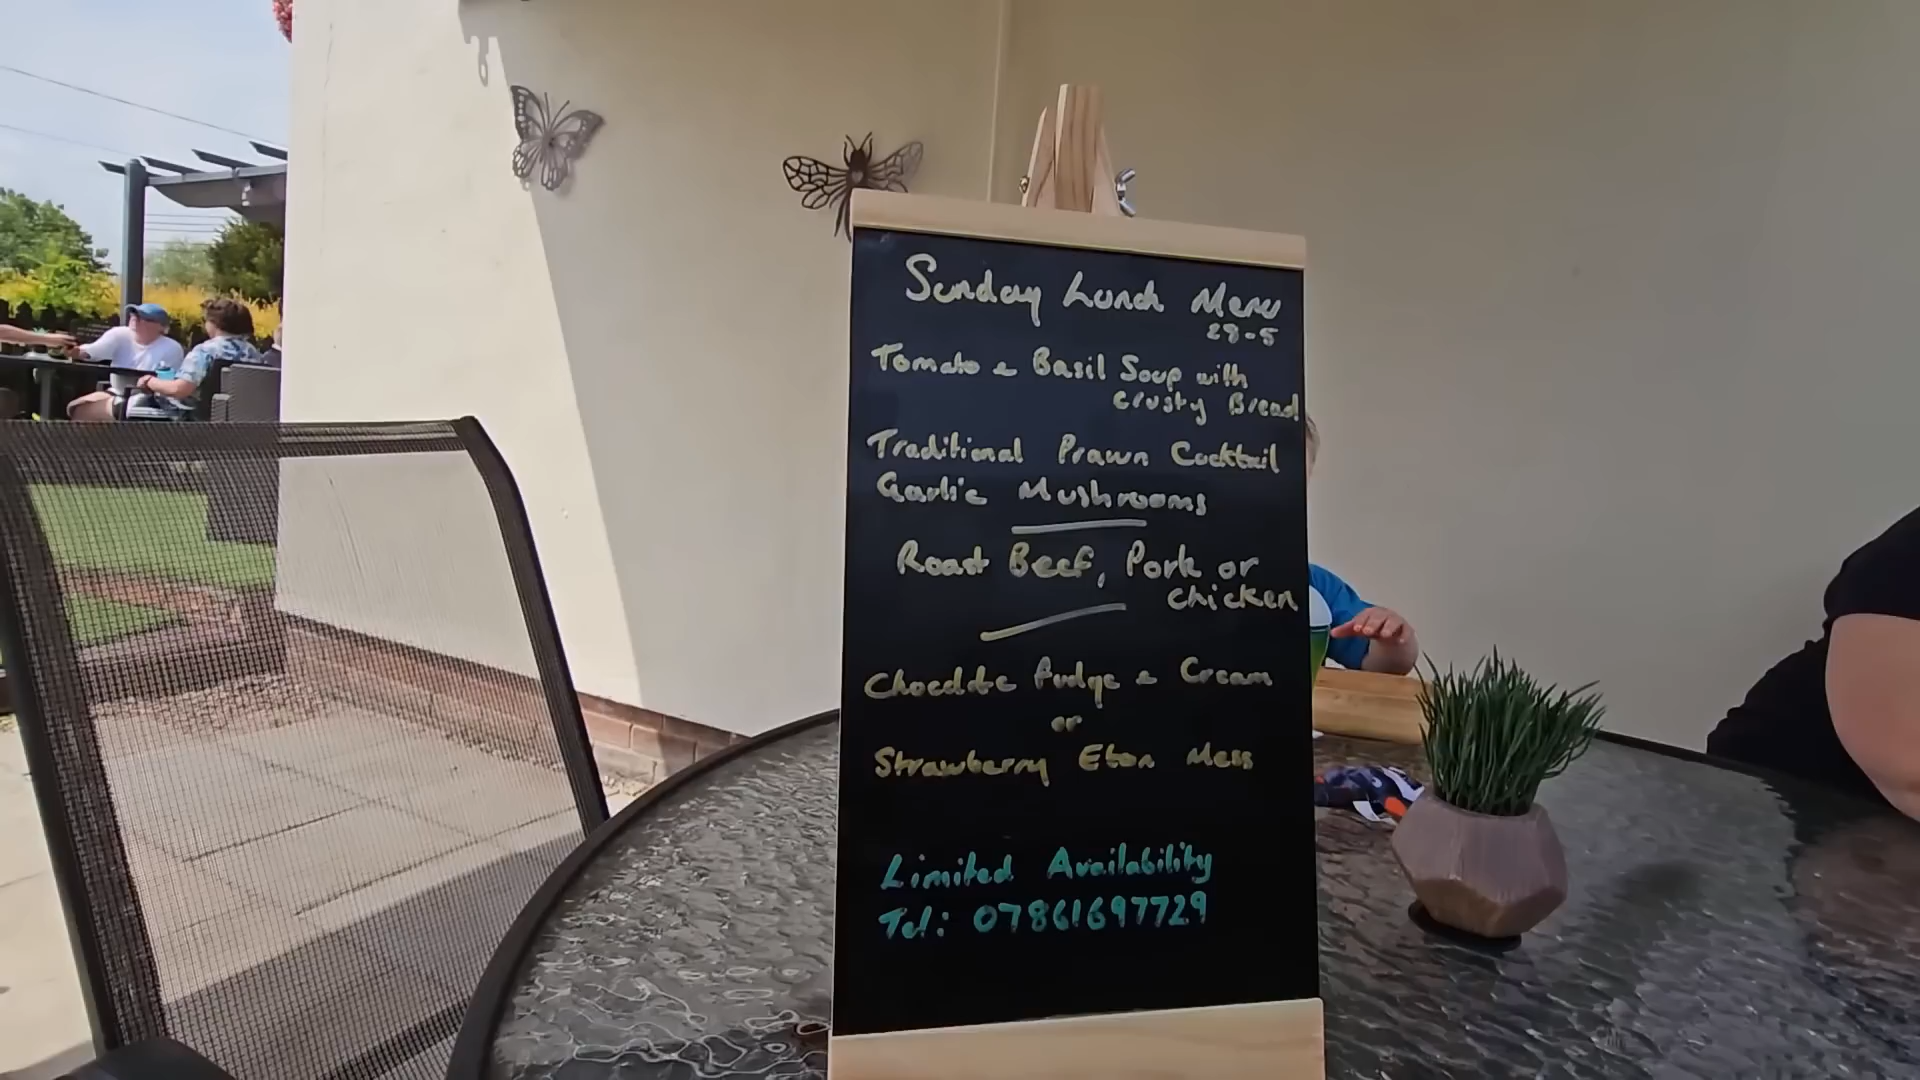 Sunday Lunch Menu
28-5
Tomato & Basil Soup with
Crusty Bread
Traditional Prawn Cocktail
Garlic Mushrooms
Roast Beef, Pork or
Chicken
Chocolate Fudge & Cream
or
Strawberry Eton Mess
Limited Availability
Tel: 07861697729